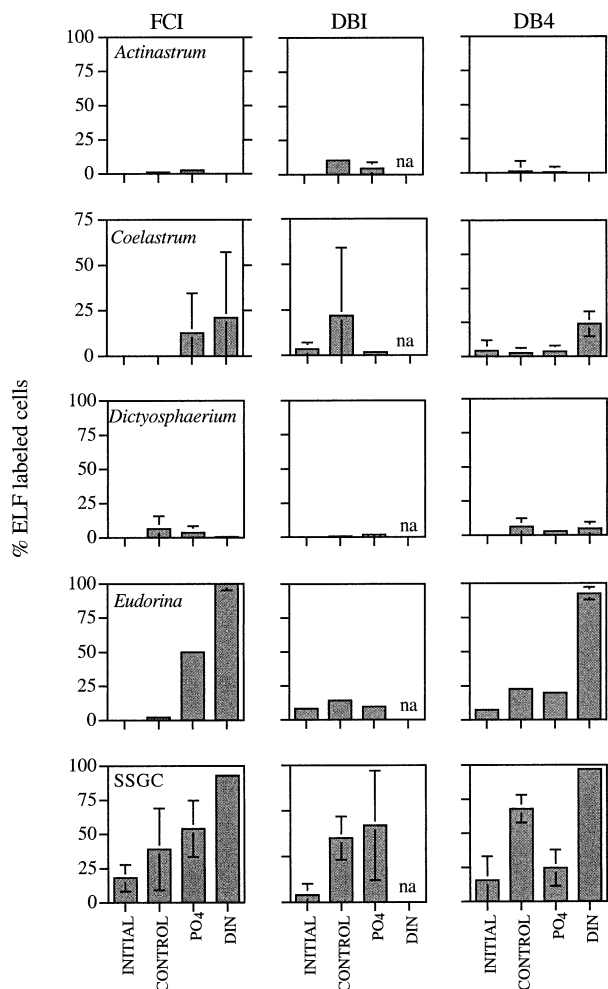 FCI DBI DB4
100
Actinastrum
75
50
25
na
0
75
Coelastrum
50
25
na
0
100
Dictyosphaerium
75
50
25
na
0
% ELF labeled cells
100
Eudorina
75
50
25
na
0
100
SSGC
75
50
25
na
0
INITIAL CONTROL PO4 DIN INITIAL CONTROL PO4 DIN INITIAL CONTROL PO4 DIN